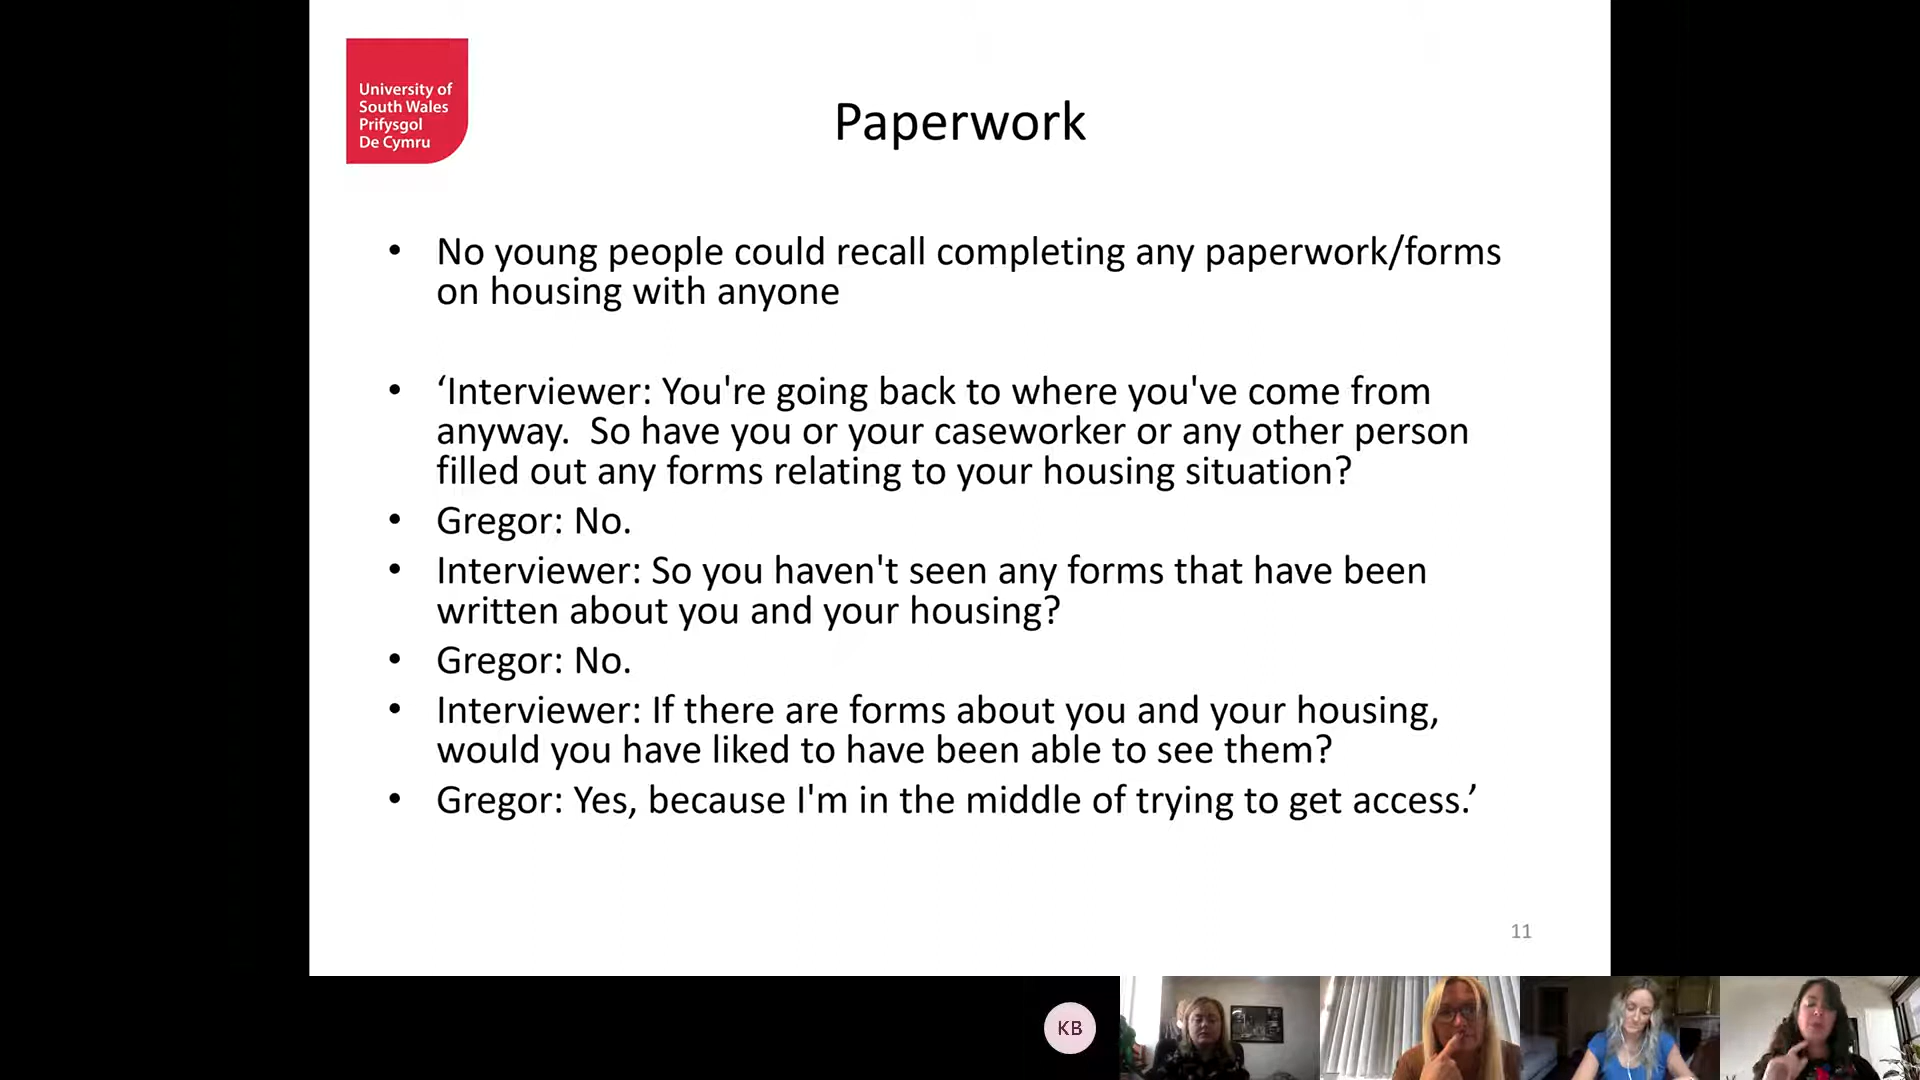 University of
South Wales
Prifysgol
De Cymru
Paperwork
• No young people could recall completing any paperwork/forms
on housing with anyone
• ‘Interviewer: You're going back to where you've come from
anyway.  So have you or your caseworker or any other person
filled out any forms relating to your housing situation?
• Gregor: No.
• Interviewer: So you haven't seen any forms that have been
written about you and your housing?
• Gregor: No.
• Interviewer: If there are forms about you and your housing,
would you have liked to have been able to see them?
• Gregor: Yes, because I'm in the middle of trying to get access.’
11
KB